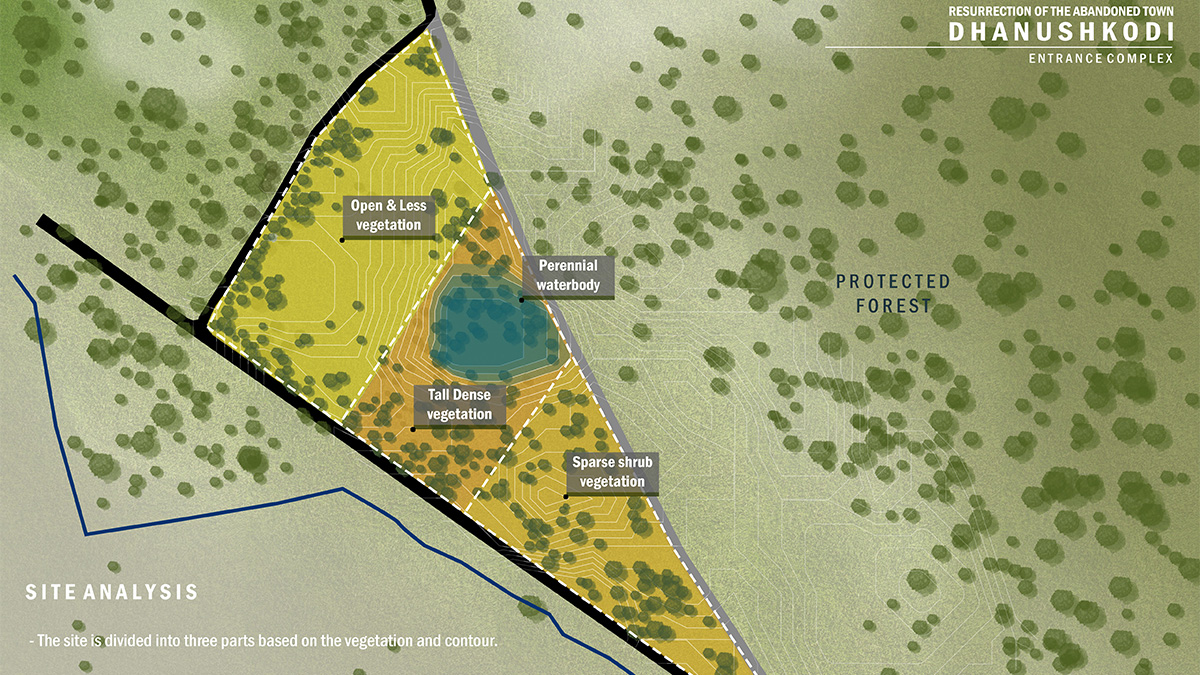 RESURRECTION OF THE ABANDONED TOWN
DHANUSHKODI
ENTRANCE COMPLEX
Open & Less
vegetation
Perennial
waterbody
PROTECTED
FOREST
Tall Dense
vegetation
Sparse shrub
vegetation
SITE ANALYSIS
- The site is divided into three parts based on the vegetation and contour.